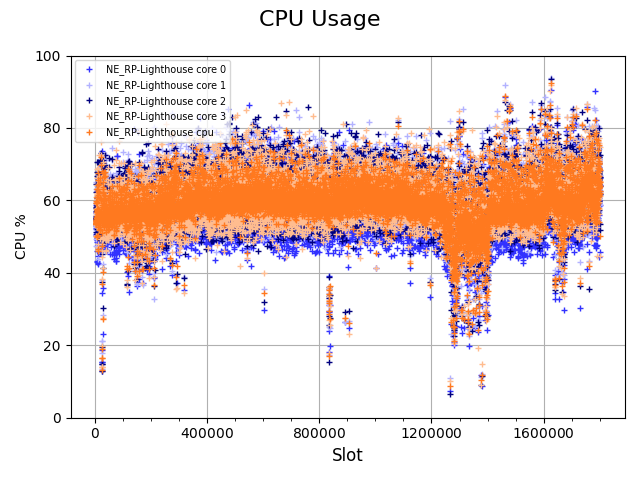 CPU Usage
100
80
60
40
20
0
CPU %
NE_RP-Lighthouse core 0
NE_RP-Lighthouse core 1
NE_RP-Lighthouse core 2
NE_RP-Lighthouse core 3
NE_RP-Lighthouse cpu
0 400000 800000 1200000 1600000
Slot